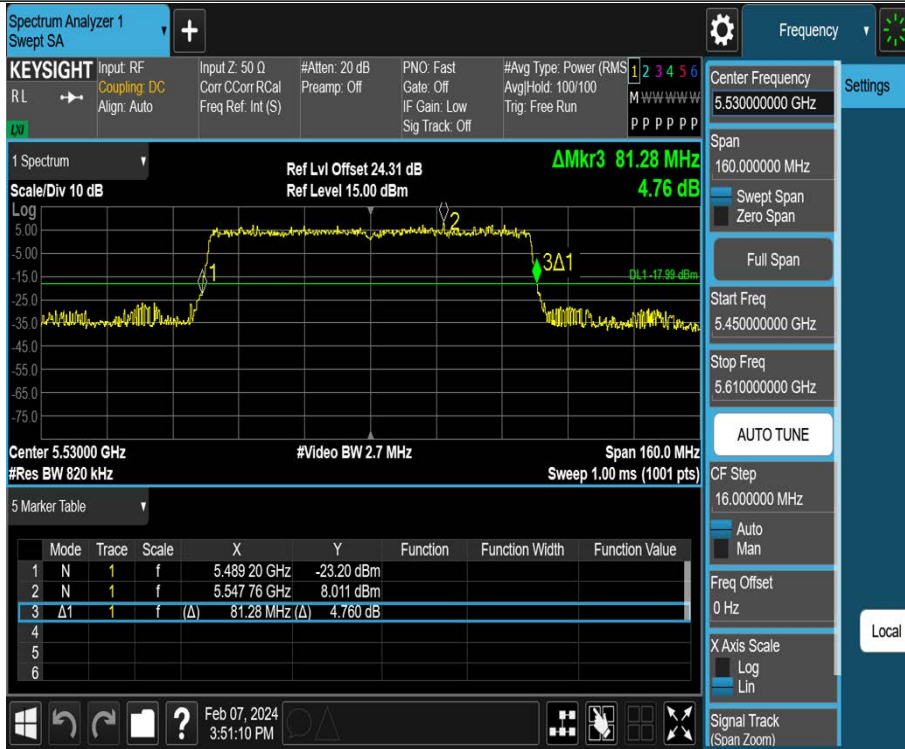 Spectrum Analyzer 1
Swept SA
+
Frequency
KEYSIGHT
RL
LXI
Input: RF
Coupling: DC
Align: Auto
Input Z: 50 Ω
Corr CCorr RCal
Freq Ref: Int (S)
#Atten: 20 dB
Preamp: Off
PNO: Fast
Gate: Off
IF Gain: Low
Sig Track: Off
#Avg Type: Power (RMS
Avg|Hold: 100/100
Trig: Free Run
1 2 3 4 5 6
M W W W W W
P P P P P P
1 Spectrum
Scale/Div 10 dB
Ref Lvl Offset 24.31 dB
Ref Level 15.00 dBm
ΔMkr3 81.28 MHz
4.76 dB
Log
5.00
-5.00
-15.0
-25.0
-35.0
-45.0
-55.0
-65.0
-75.0
1
2
3Δ1
DL1 -17.99 dBm
Center 5.53000 GHz
#Res BW 820 kHz
#Video BW 2.7 MHz
Span 160.0 MHz
Sweep 1.00 ms (1001 pts)
5 Marker Table
Mode Trace Scale X Y Function Function Width Function Value
1 N 1 f 5.489 20 GHz -23.20 dBm
2 N 1 f 5.547 76 GHz 8.011 dBm
3 Δ1 1 f (Δ) 81.28 MHz (Δ) 4.760 dB
4
5
6
Feb 07, 2024
3:51:10 PM
?
Center Frequency
5.530000000 GHz
Settings
Span
160.000000 MHz
Swept Span
Zero Span
Full Span
Start Freq
5.450000000 GHz
Stop Freq
5.610000000 GHz
AUTO TUNE
CF Step
16.000000 MHz
Auto
Man
Freq Offset
0 Hz
Local
X Axis Scale
Log
Lin
Signal Track
(Span Zoom)